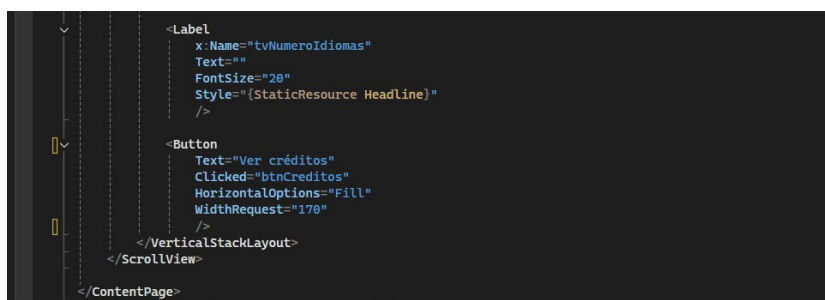 <Label
x:Name="tvNumeroIdiomas"
Text=""
FontSize="20"
Style="{StaticResource Headline}"
/>
<Button
Text="Ver créditos"
Clicked="btnCreditos"
HorizontalOptions="Fill"
WidthRequest="170"
/>
</VerticalStackLayout>
</ScrollView>
</ContentPage>